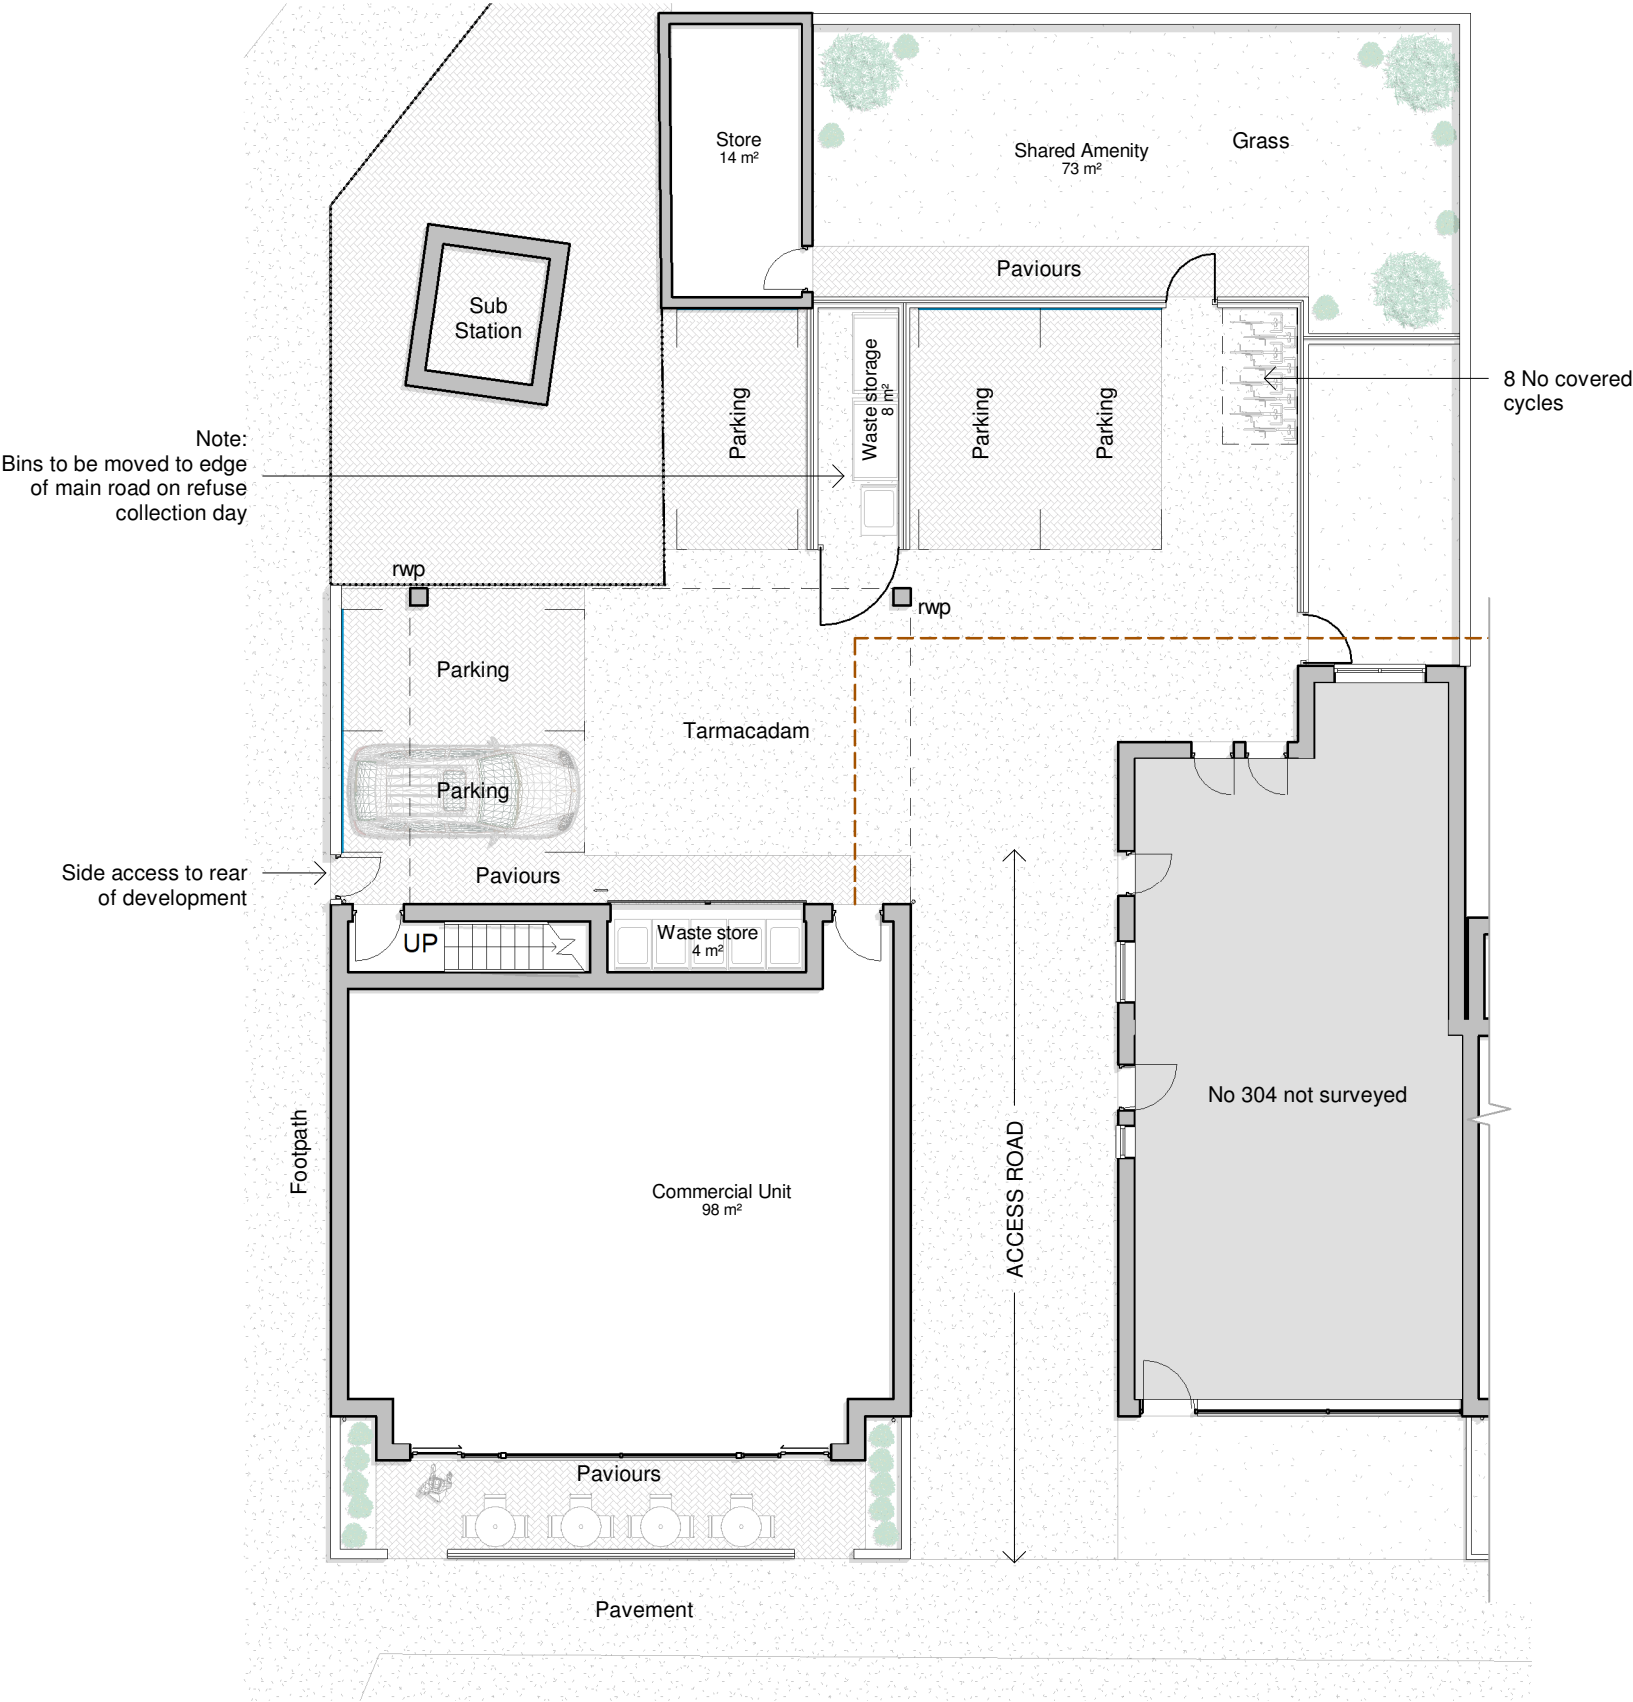 Store
14 m²
Shared Amenity
73 m²
Grass
Paviours
Sub
Station
Parking
Waste storage
8 m²
Parking
Parking
8 No covered
cycles
Note:
Bins to be moved to edge
of main road on refuse
collection day
rwp
rwp
Parking
Tarmacadam
Parking
Side access to rear
of development
Paviours
UP
Waste store
4 m²
No 304 not surveyed
Footpath
ACCESS ROAD
Commercial Unit
98 m²
Paviours
Pavement